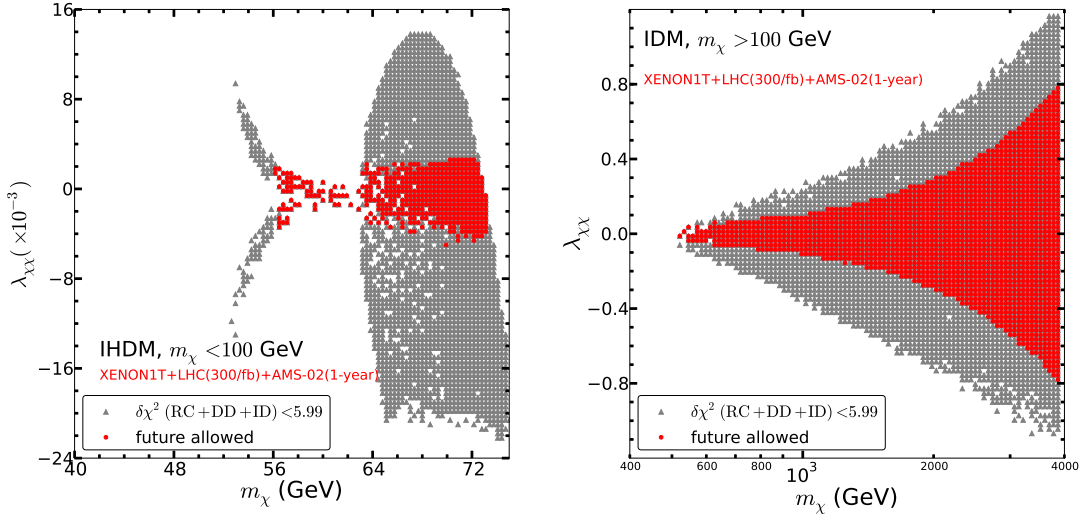 16
8
0
−8
−16
−24
λχχ( ×10⁻³ )
IHDM, mχ <100 GeV
XENON1T+LHC(300/fb)+AMS-02(1-year)
δχ² (RC+DD+ID) <5.99
future allowed
40
48
56
64
72
mχ (GeV)
IDM, mχ >100 GeV
XENON1T+LHC(300/fb)+AMS-02(1-year)
0.8
0.4
0.0
−0.4
−0.8
λχχ
δχ² (RC+DD+ID) <5.99
future allowed
400
600
800
10³
2000
4000
mχ (GeV)